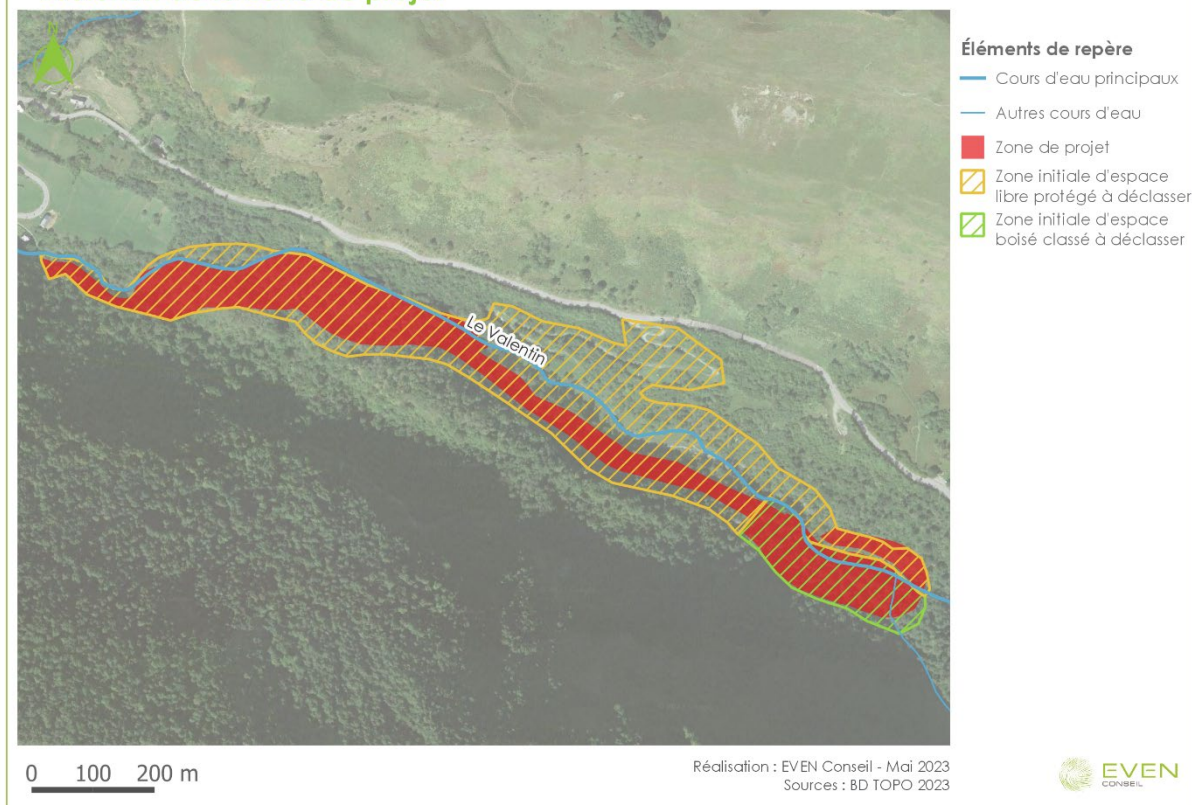 N
Éléments de repère
Cours d'eau principaux
Autres cours d'eau
Zone de projet
Zone initiale d'espace
libre protégé à déclasser
Zone initiale d'espace
boisé classé à déclasser
Le Valentin
0 100 200 m
Réalisation : EVEN Conseil - Mai 2023
Sources : BD TOPO 2023
EVEN
CONSEIL